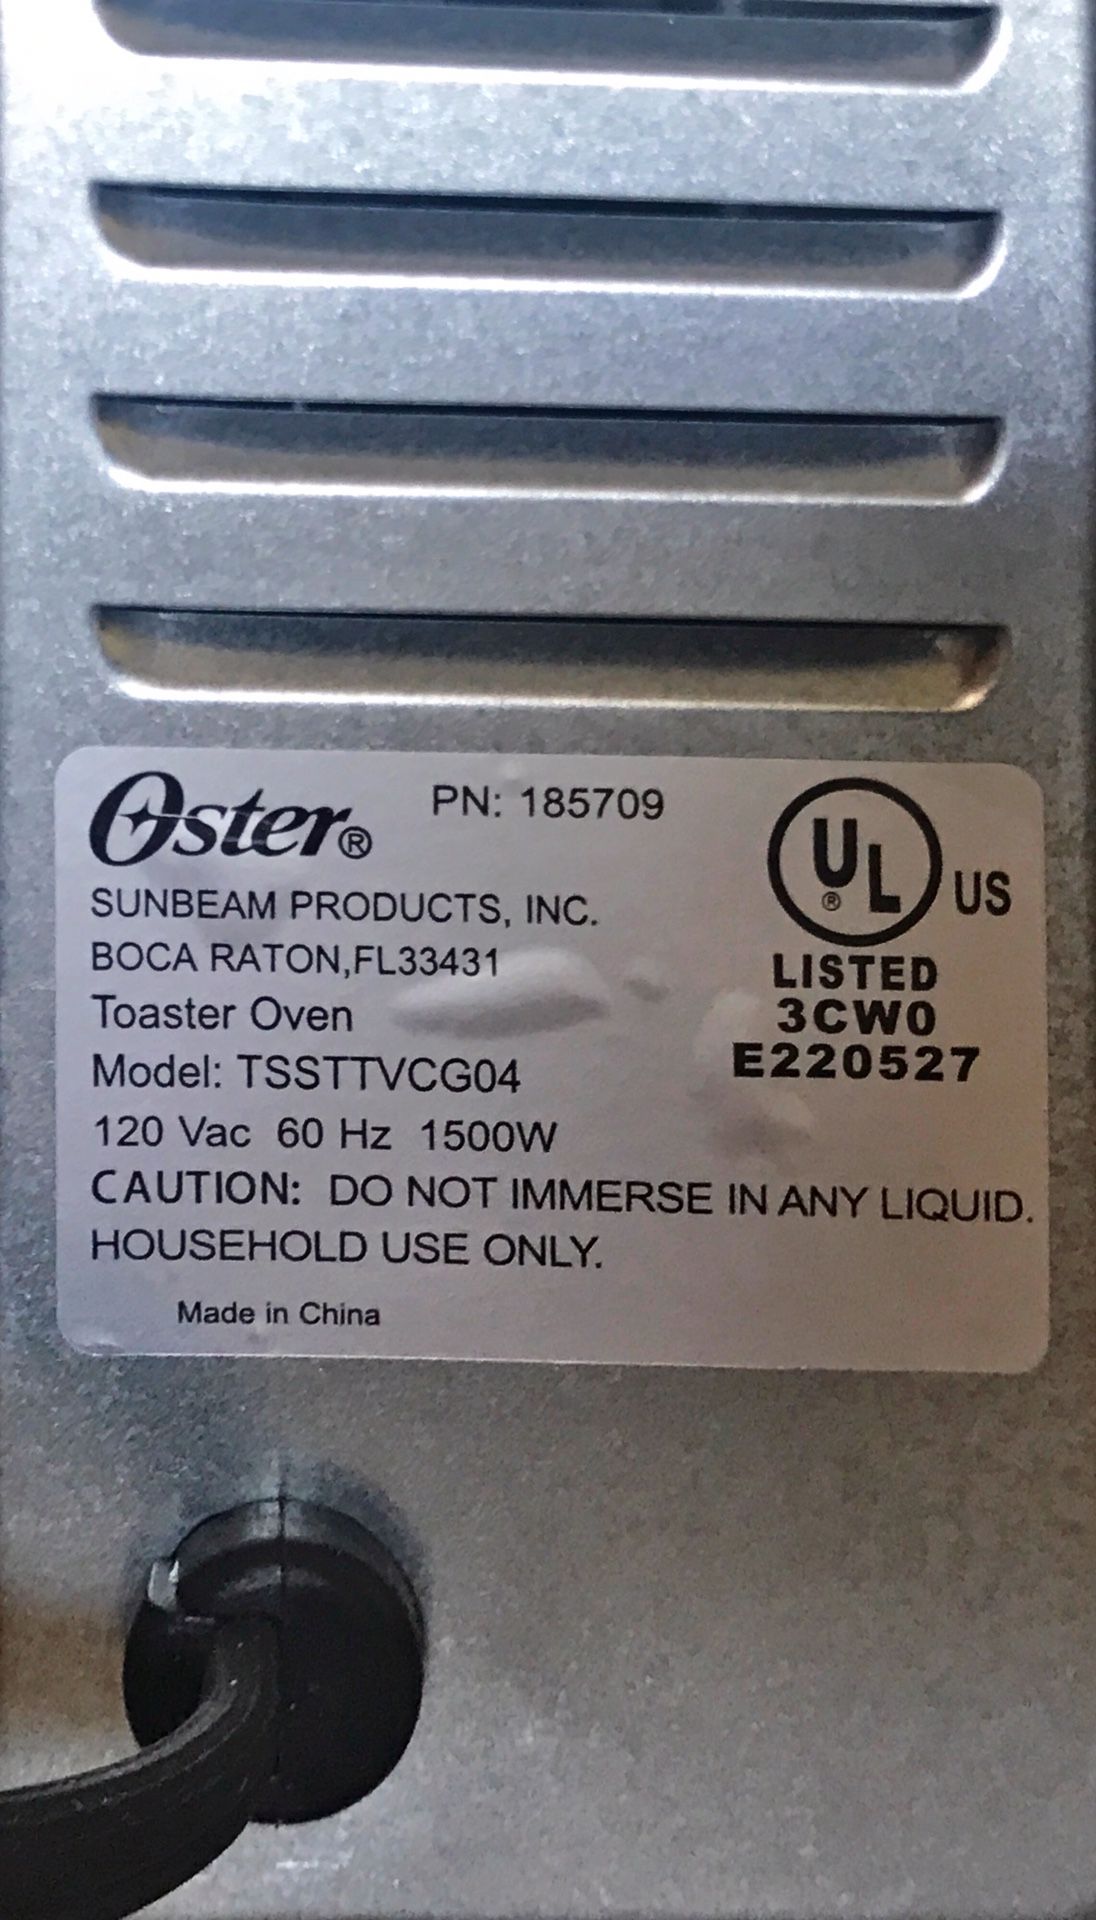 Oster® PN: 185709
SUNBEAM PRODUCTS, INC.
BOCA RATON,FL33431
Toaster Oven
Model: TSSTTVCG04
120 Vac 60 Hz 1500W
CAUTION: DO NOT IMMERSE IN ANY LIQUID.
HOUSEHOLD USE ONLY.
Made in China
UL® US
LISTED
3CW0
E220527